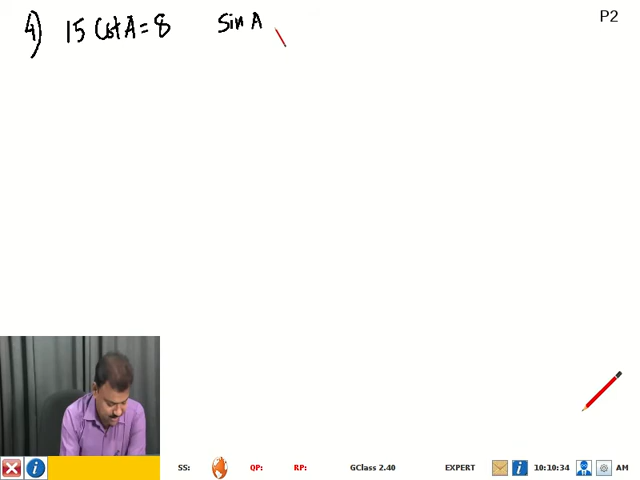 4) 15 Cot A = 8 Sin A
P2
SS: QP: RP: GClass 2.40 EXPERT 10:10:34 AM